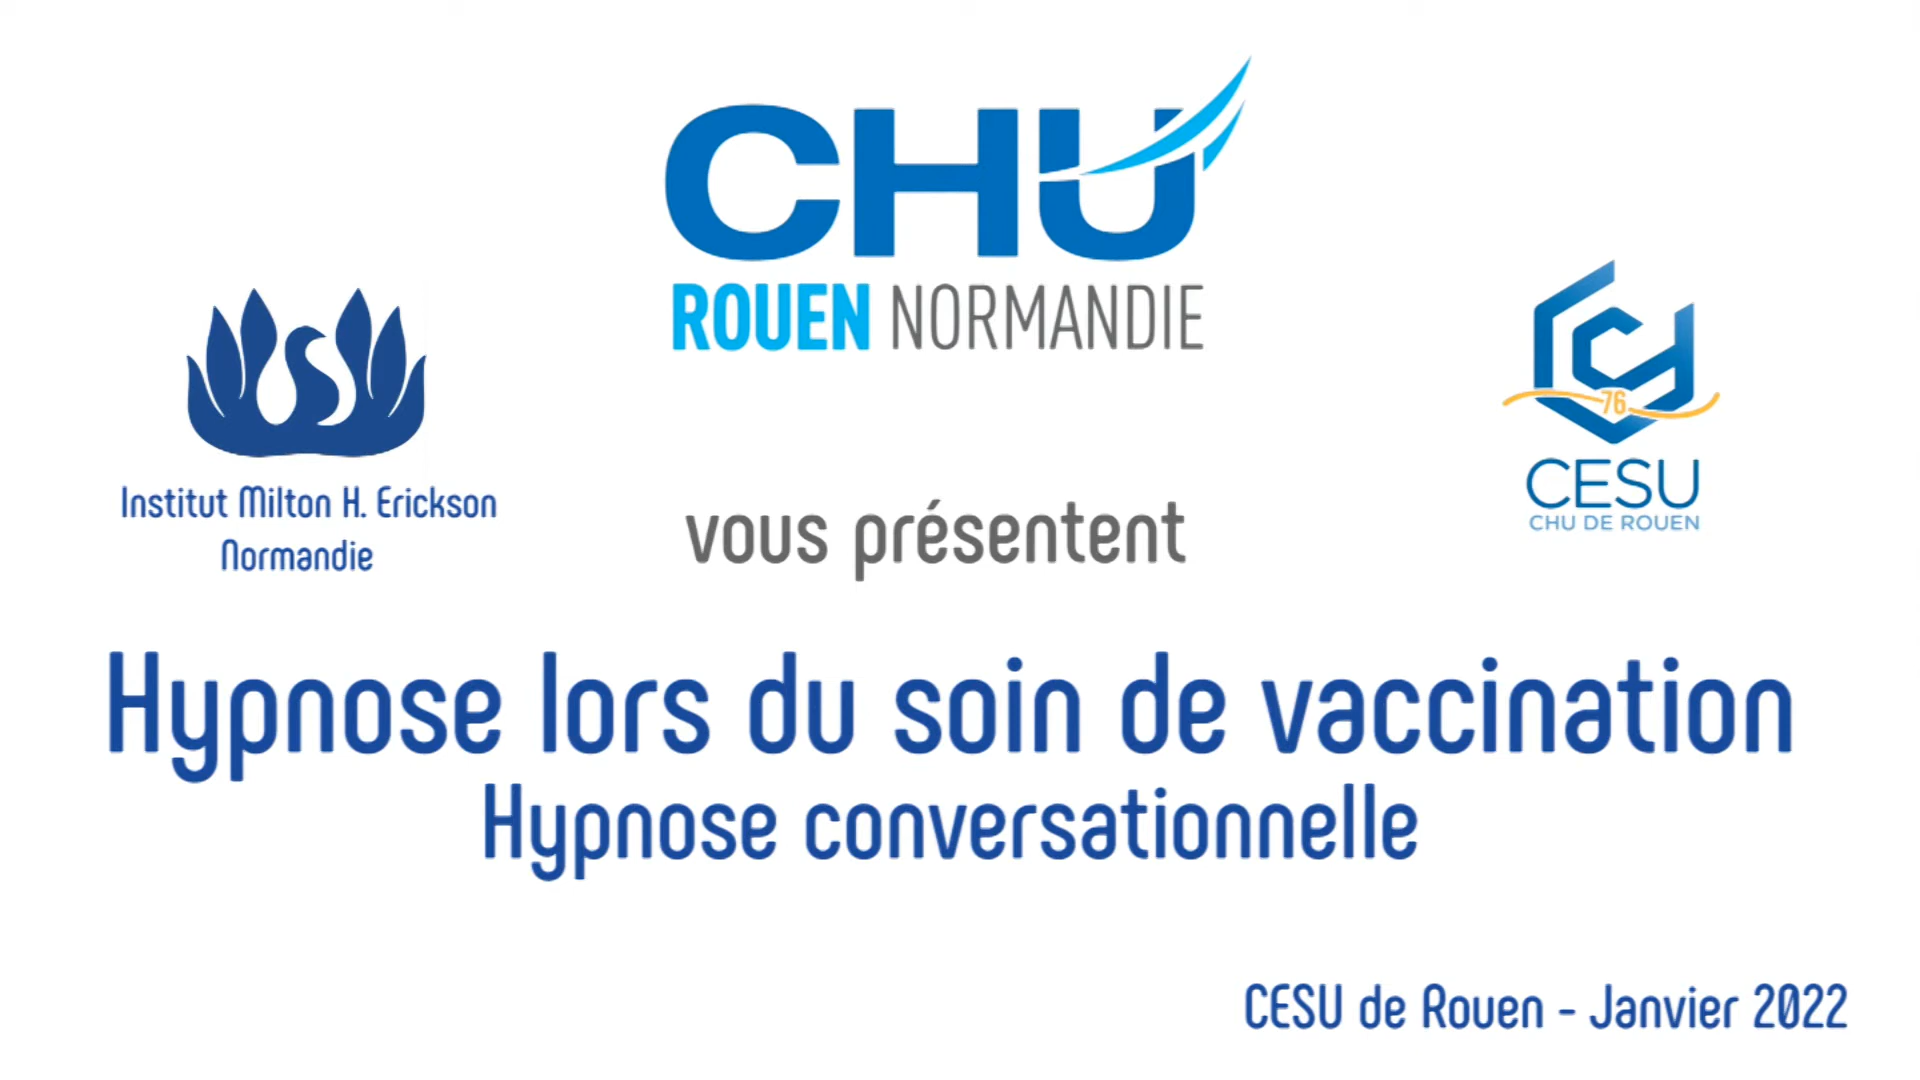 CHU
ROUEN NORMANDIE
Institut Milton H. Erickson
Normandie
76
CESU
CHU DE ROUEN
vous présentent
Hypnose lors du soin de vaccination
Hypnose conversationnelle
CESU de Rouen - Janvier 2022